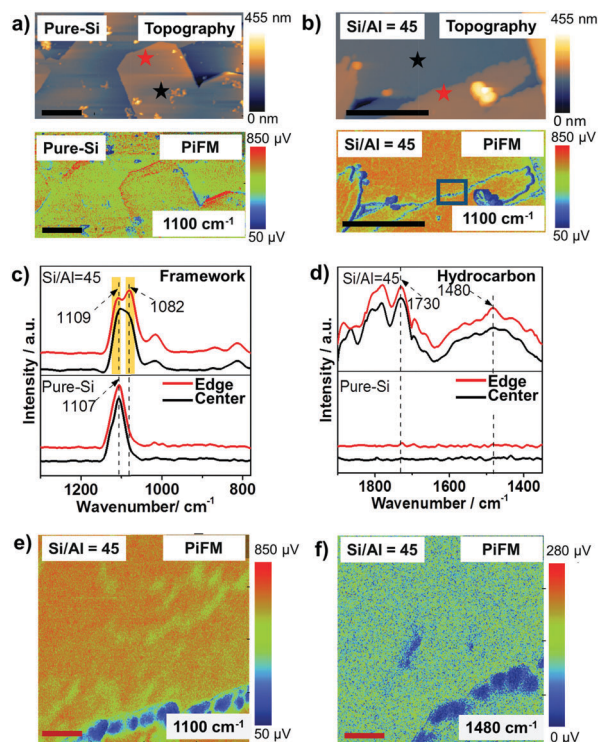 a) Pure-Si Topography 455 nm
0 nm
Pure-Si PiFM 850 µV
1100 cm⁻¹ 50 µV
b) Si/Al = 45 Topography 455 nm
0 nm
Si/Al = 45 PiFM 850 µV
1100 cm⁻¹ 50 µV
c) Si/Al=45 Framework
1109 1082
Pure-Si
1107
Edge
Center
Intensity / a.u.
1200 1000 800
Wavenumber/ cm⁻¹
d) Si/Al=45 Hydrocarbon
1480
1730
Pure-Si
Edge
Center
Intensity / a.u.
1800 1600 1400
Wavenumber/ cm⁻¹
e) Si/Al = 45 PiFM 850 µV
1100 cm⁻¹ 50 µV
f) Si/Al = 45 PiFM 280 µV
1480 cm⁻¹ 0 µV